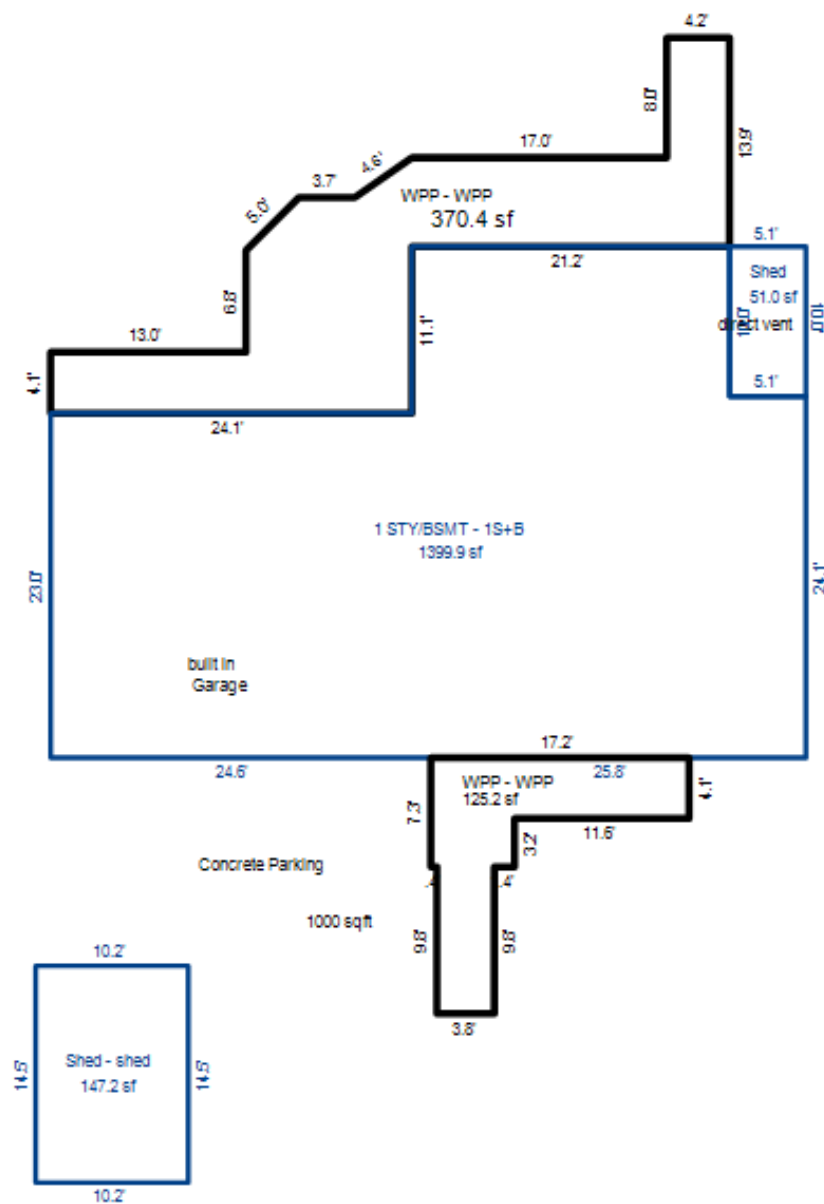 4.2'
8.0'
13.9'
17.0'
4.6'
3.7'
5.0'
WPP - WPP
370.4 sf
6.8'
5.1'
21.2'
Shed
51.0 sf
direct vent
10.0'
13.0'
11.1'
4.1'
5.1'
24.1'
1 STY/BSMT - 1S+B
1399.9 sf
23.0'
24.1'
built in
Garage
17.2'
24.6'
25.8'
WPP - WPP
125.2 sf
4.1'
7.3'
11.6'
3.2'
Concrete Parking
1000 sqft
9.8'
9.8'
3.8'
10.2'
Shed - shed
147.2 sf
10.2'